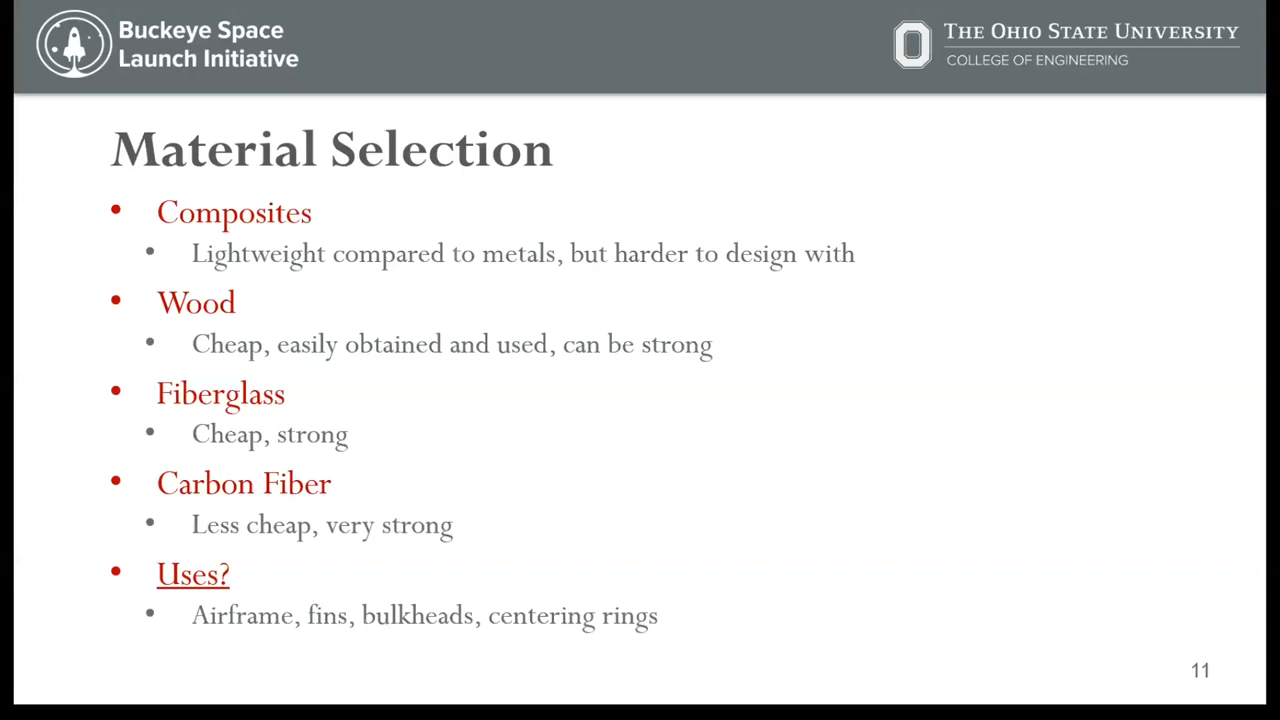 Buckeye Space
Launch Initiative
THE OHIO STATE UNIVERSITY
COLLEGE OF ENGINEERING
Material Selection
• Composites
• Lightweight compared to metals, but harder to design with
• Wood
• Cheap, easily obtained and used, can be strong
• Fiberglass
• Cheap, strong
• Carbon Fiber
• Less cheap, very strong
• Uses?
• Airframe, fins, bulkheads, centering rings
11